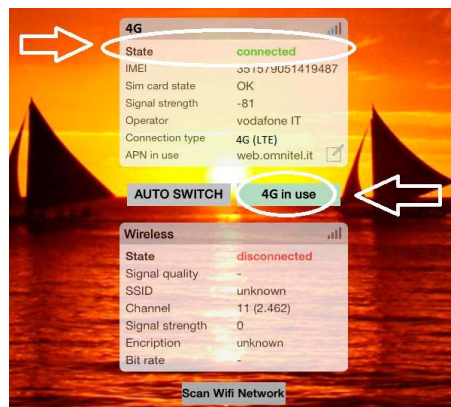 4G
State connected
IMEI 351579051419487
Sim card state OK
Signal strength -81
Operator vodafone IT
Connection type 4G (LTE)
APN in use web.omnitel.it
AUTO SWITCH 4G in use
Wireless
State disconnected
Signal quality -
SSID unknown
Channel 11 (2.462)
Signal strength 0
Encription unknown
Bit rate -
Scan Wifi Network